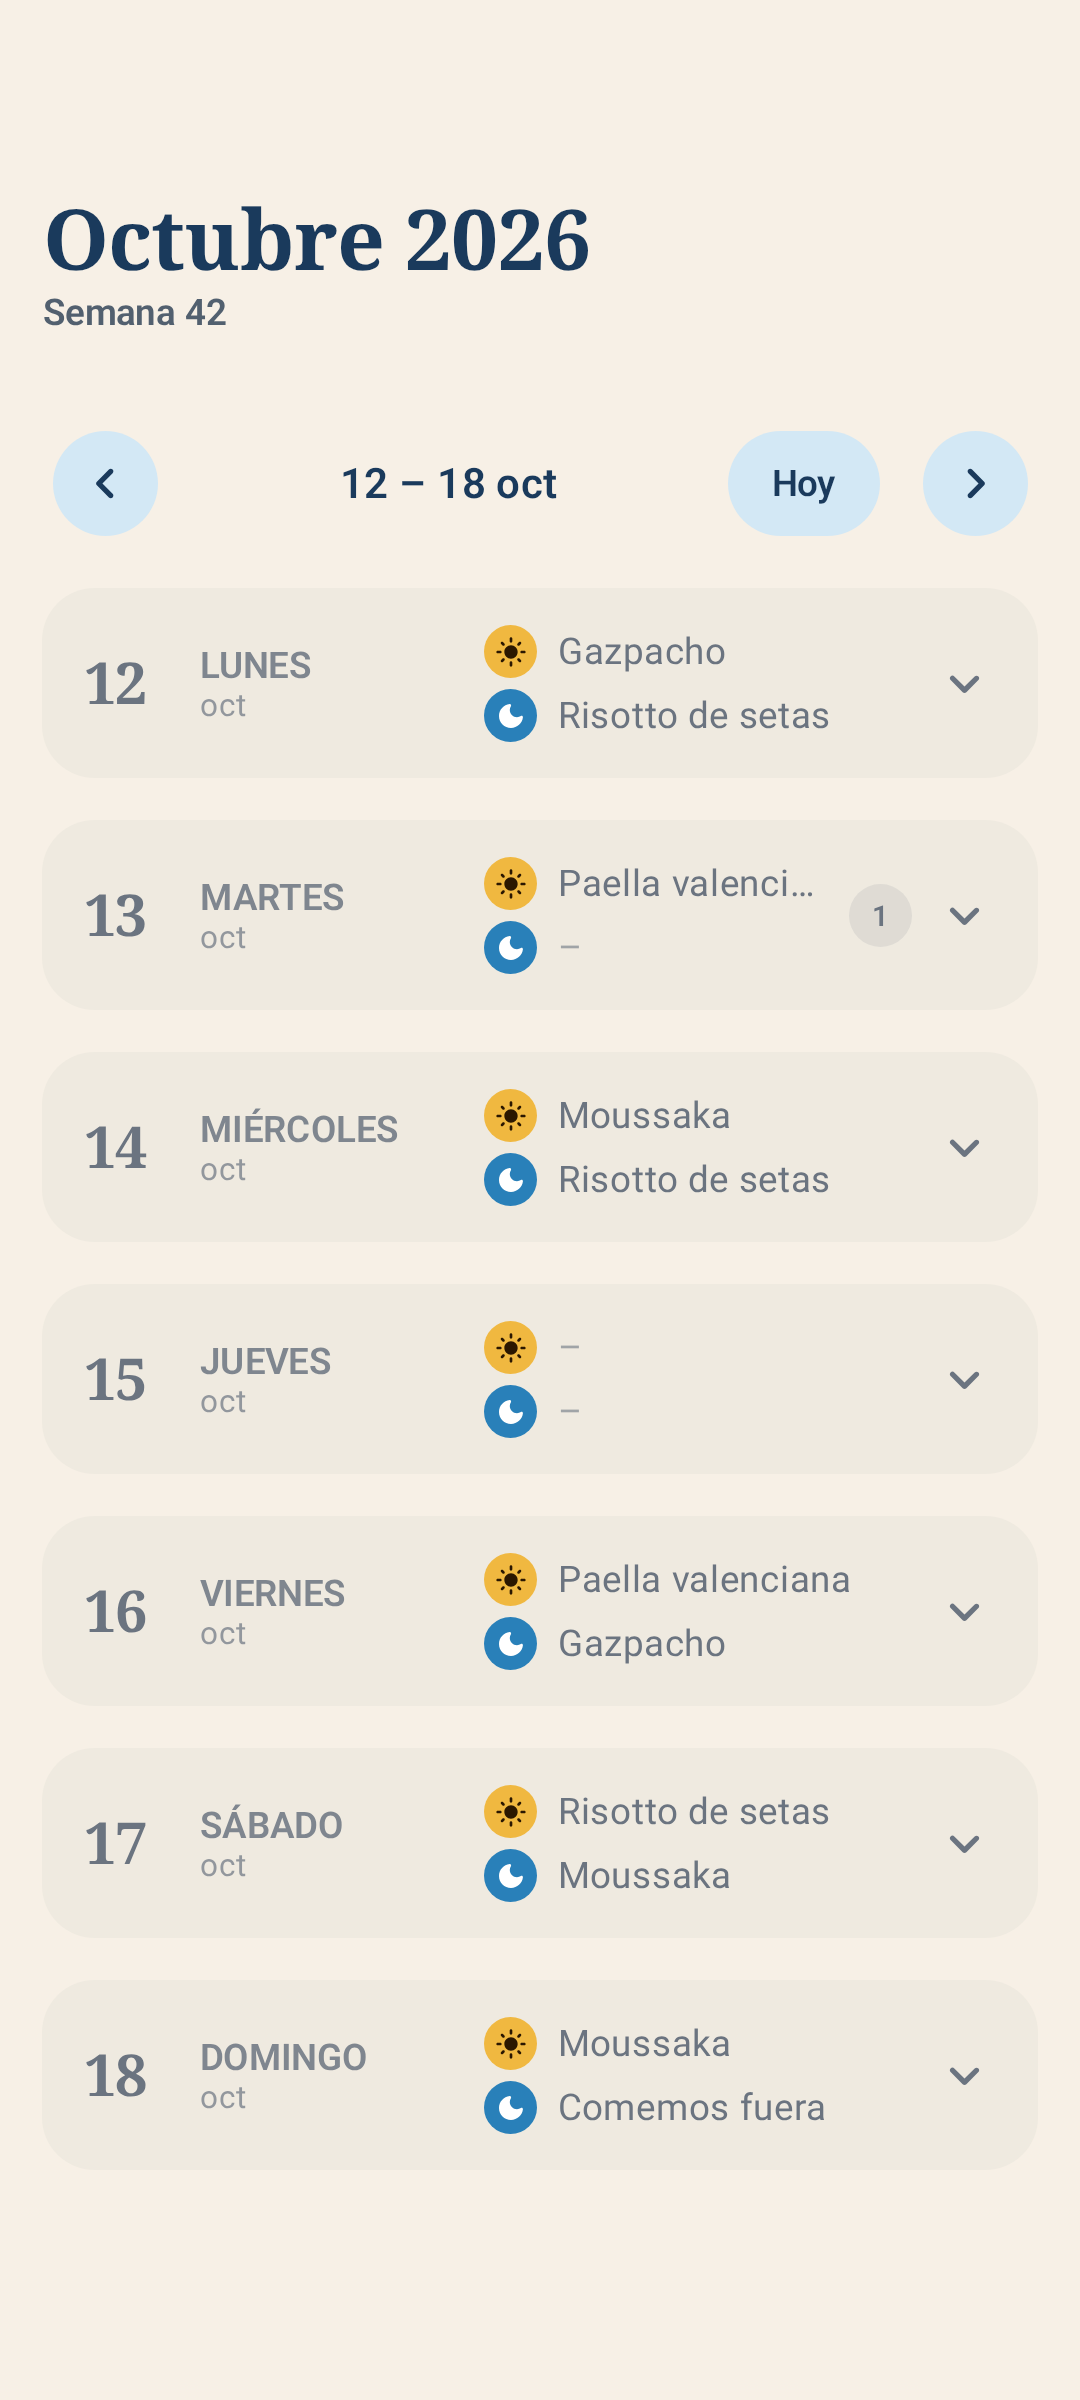 Octubre 2026
Semana 42
12 – 18 oct
Hoy
12
LUNES
oct
Gazpacho
Risotto de setas
13
MARTES
oct
Paella valenci…
–
1
14
MIÉRCOLES
oct
Moussaka
Risotto de setas
15
JUEVES
oct
–
–
16
VIERNES
oct
Paella valenciana
Gazpacho
17
SÁBADO
oct
Risotto de setas
Moussaka
18
DOMINGO
oct
Moussaka
Comemos fuera